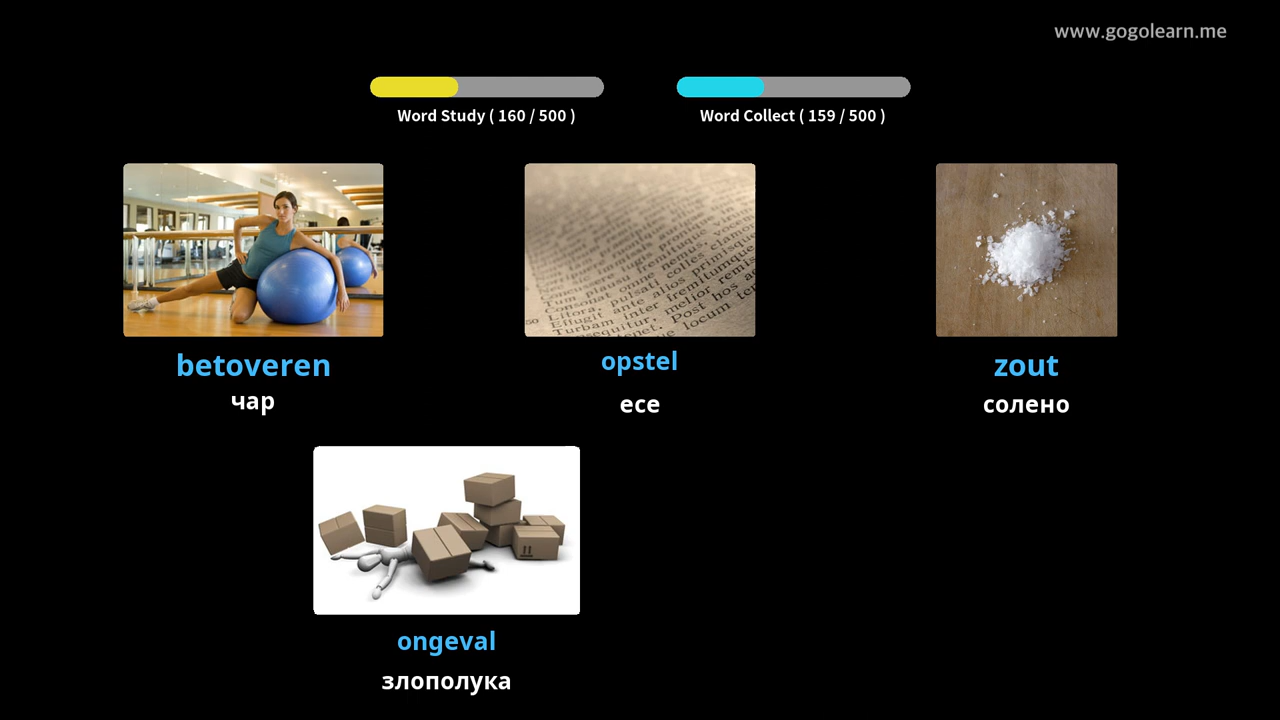 www.gogolearn.me
Word Study ( 160 / 500 )
Word Collect ( 159 / 500 )
betoveren
чар
opstel
есе
zout
солено
ongeval
злополука